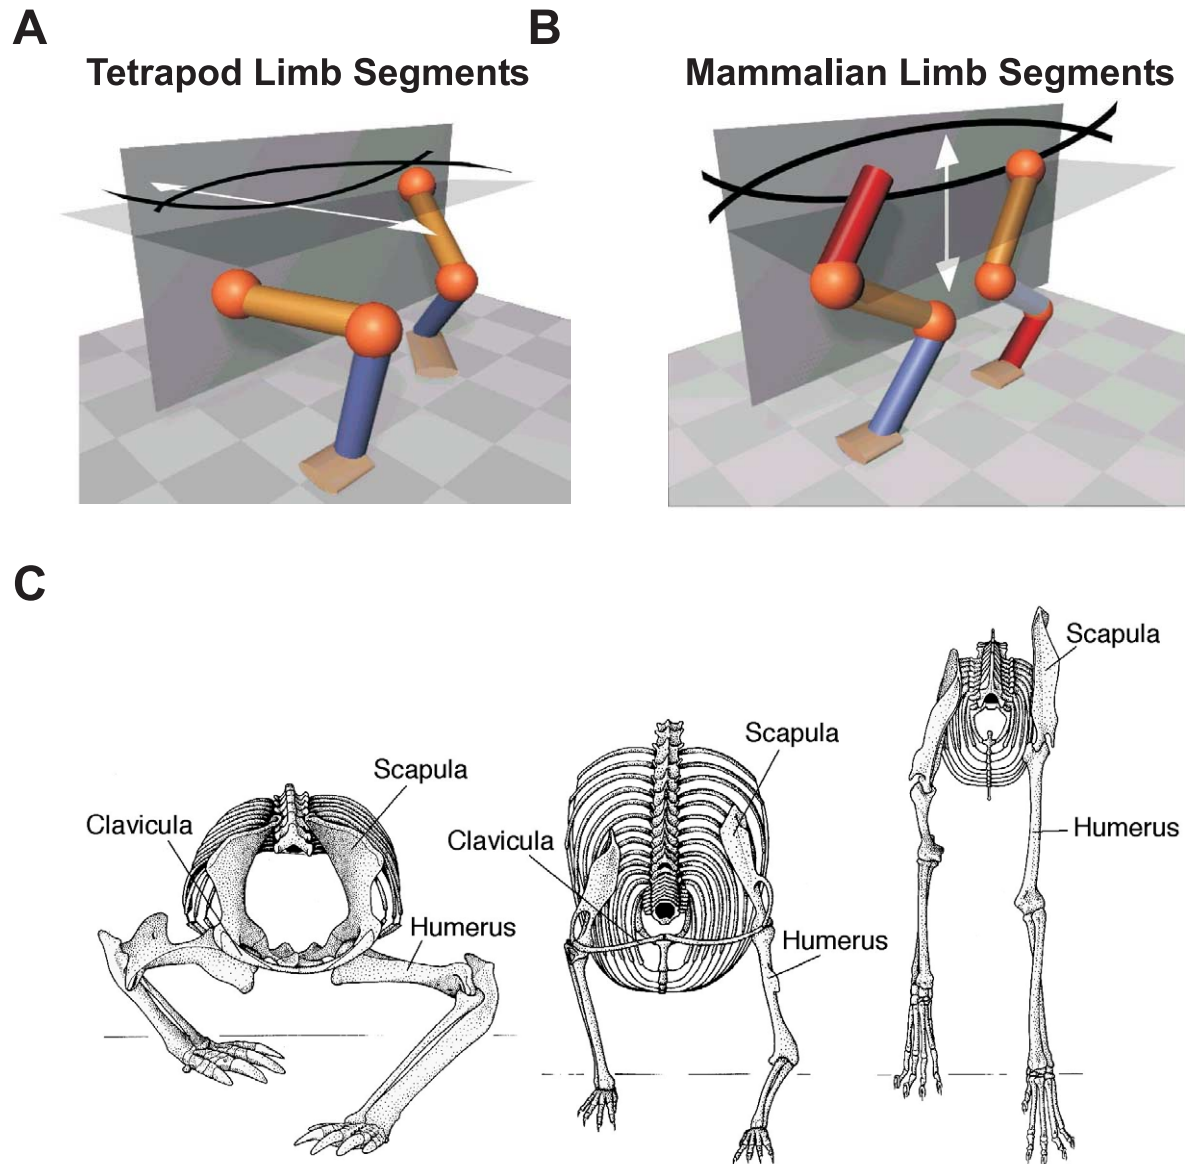 A
B
Tetrapod Limb Segments
Mammalian Limb Segments
C
Scapula
Clavicula
Humerus
Scapula
Clavicula
Humerus
Scapula
Humerus